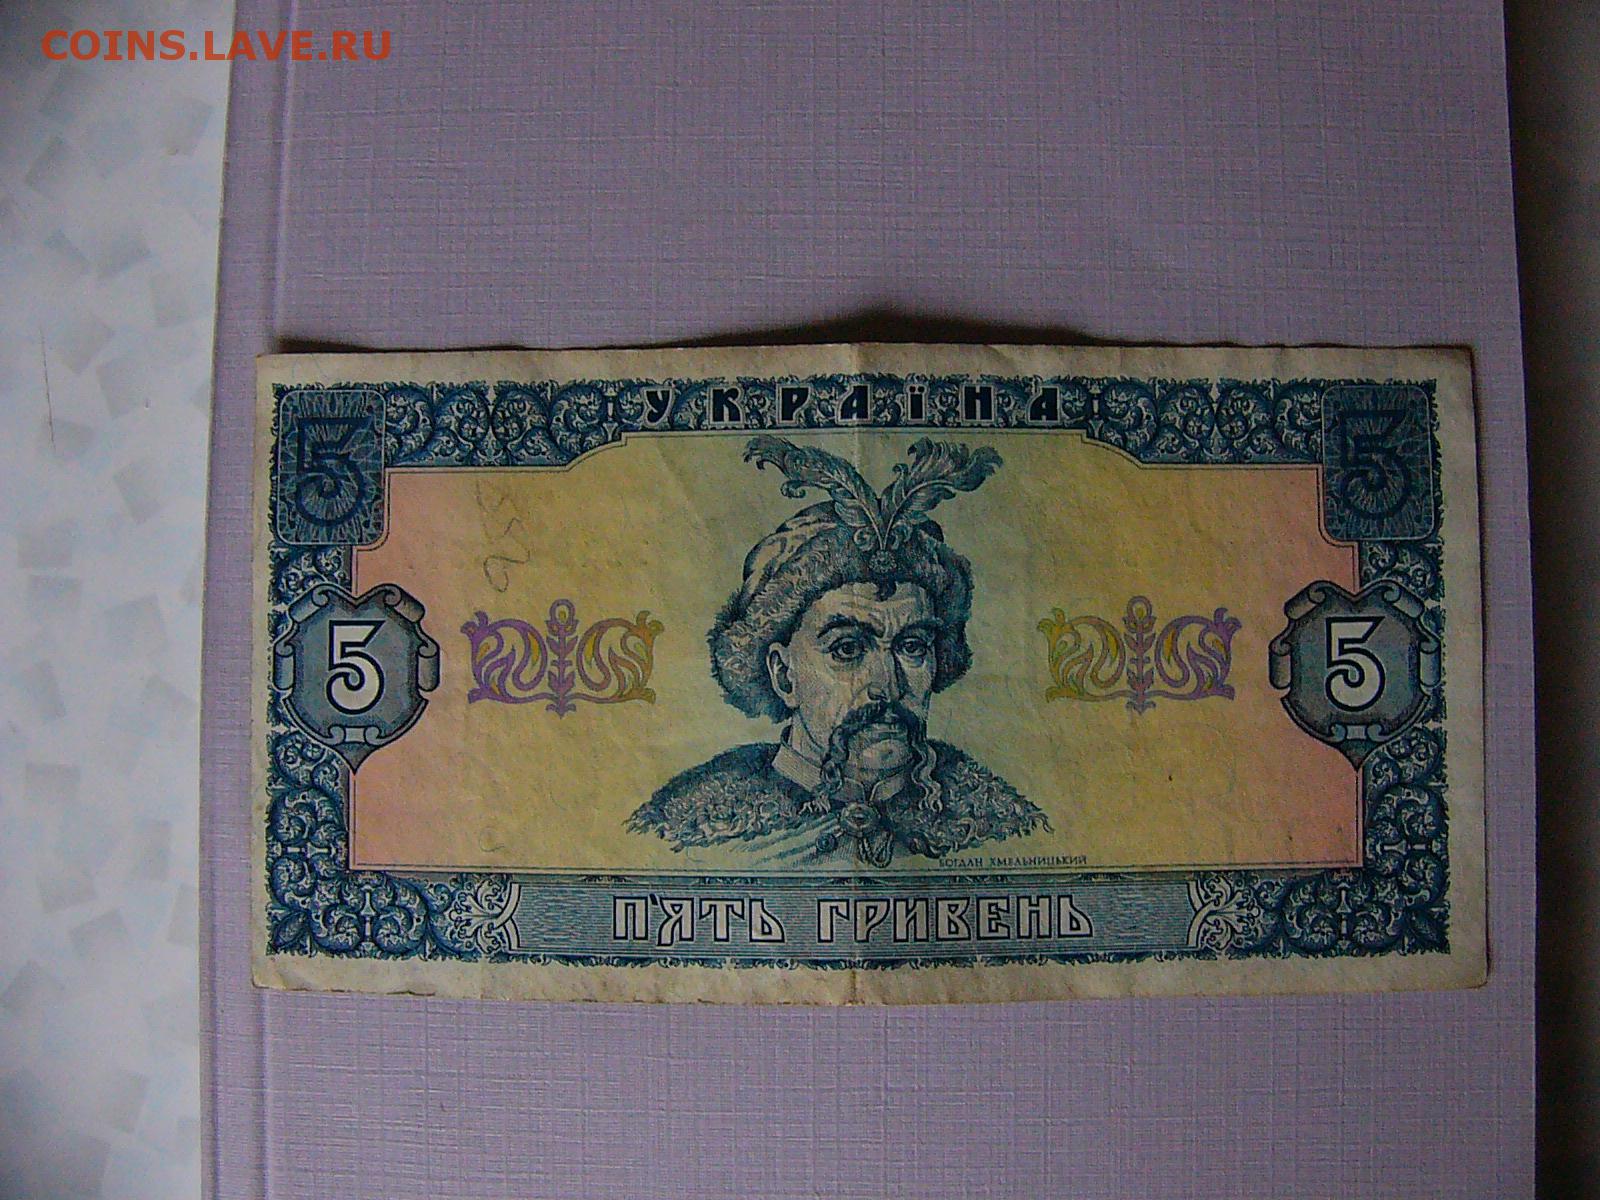 COINS.LAVE.RU
УКРАЇНА
5 5
5 5
БОГДАН ХМЕЛЬНИЦЬКИЙ
П'ЯТЬ ГРИВЕНЬ